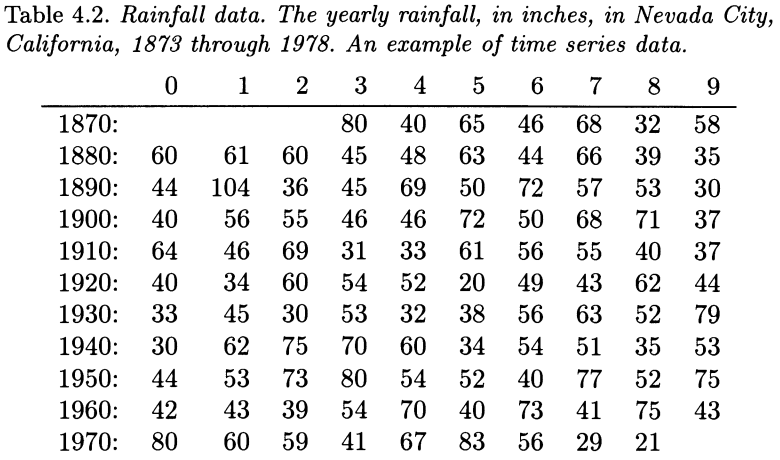 Table 4.2. Rainfall data. The yearly rainfall, in inches, in Nevada City,
California, 1873 through 1978. An example of time series data.
0 1 2 3 4 5 6 7 8 9
1870: 80 40 65 46 68 32 58
1880: 60 61 60 45 48 63 44 66 39 35
1890: 44 104 36 45 69 50 72 57 53 30
1900: 40 56 55 46 46 72 50 68 71 37
1910: 64 46 69 31 33 61 56 55 40 37
1920: 40 34 60 54 52 20 49 43 62 44
1930: 33 45 30 53 32 38 56 63 52 79
1940: 30 62 75 70 60 34 54 51 35 53
1950: 44 53 73 80 54 52 40 77 52 75
1960: 42 43 39 54 70 40 73 41 75 43
1970: 80 60 59 41 67 83 56 29 21